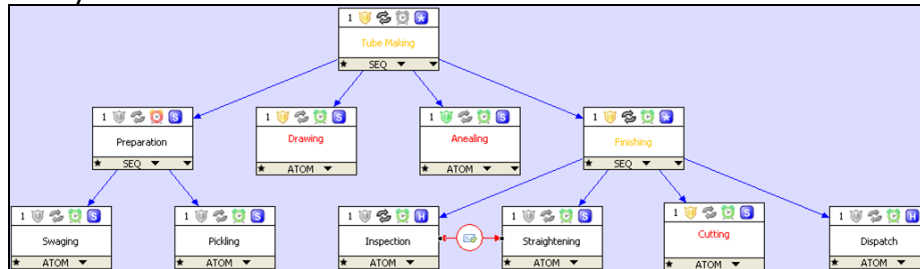 1 S
Tube Making
SEQ
1 S
Preparation
SEQ
1 S
Drawing
ATOM
1 S
Anealing
ATOM
1
Finishing
SEQ
1 S
Swaging
ATOM
1 S
Pickling
ATOM
1 H
Inspection
ATOM
1 S
Straightening
ATOM
1 S
Cutting
ATOM
1 H
Dispatch
ATOM